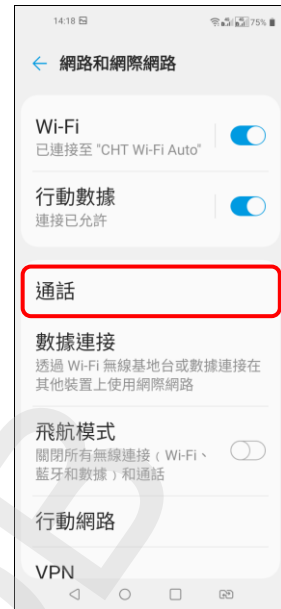 14:18 75%
網路和網際網路
Wi-Fi
已連接至 "CHT Wi-Fi Auto"
行動數據
連接已允許
通話
數據連接
透過 Wi-Fi 無線基地台或數據連接在
其他裝置上使用網際網路
飛航模式
關閉所有無線連接（Wi-Fi、
藍牙和數據）和通話
行動網路
VPN